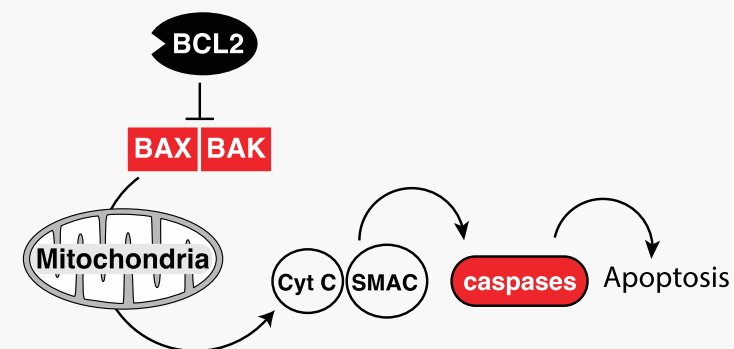 BCL2
BAX BAK
Mitochondria
Cyt C SMAC
caspases
Apoptosis